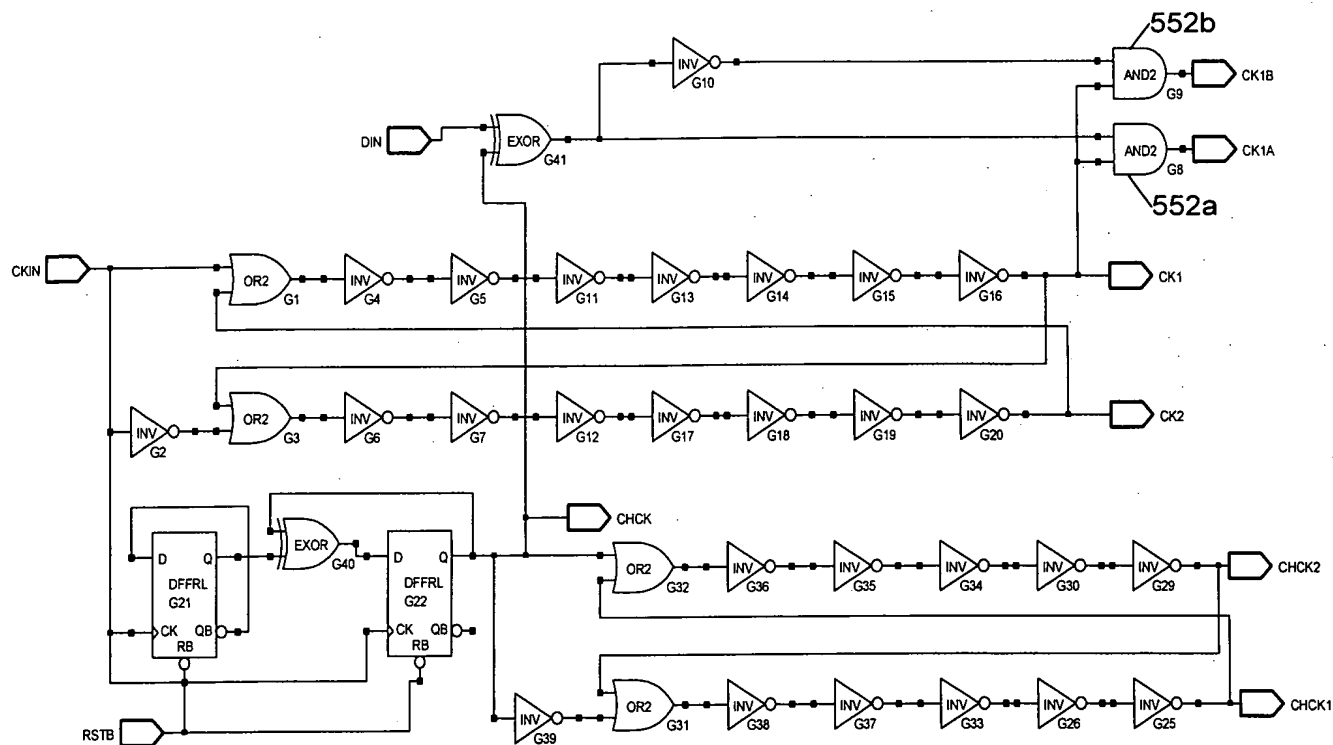 552b
INV
G10
AND2
G9
CK1B
DIN
EXOR
G41
AND2
G8
CK1A
552a
CKIN
OR2
G1
INV
G4
INV
G5
INV
G11
INV
G13
INV
G14
INV
G15
INV
G16
CK1
INV
G2
OR2
G3
INV
G6
INV
G7
INV
G12
INV
G17
INV
G18
INV
G19
INV
G20
CK2
D Q
DFFRL
G21
CK QB
RB
EXOR
G40
D Q
DFFRL
G22
CK QB
RB
CHCK
OR2
G32
INV
G36
INV
G35
INV
G34
INV
G30
INV
G29
CHCK2
RSTB
INV
G39
OR2
G31
INV
G38
INV
G37
INV
G33
INV
G26
INV
G25
CHCK1